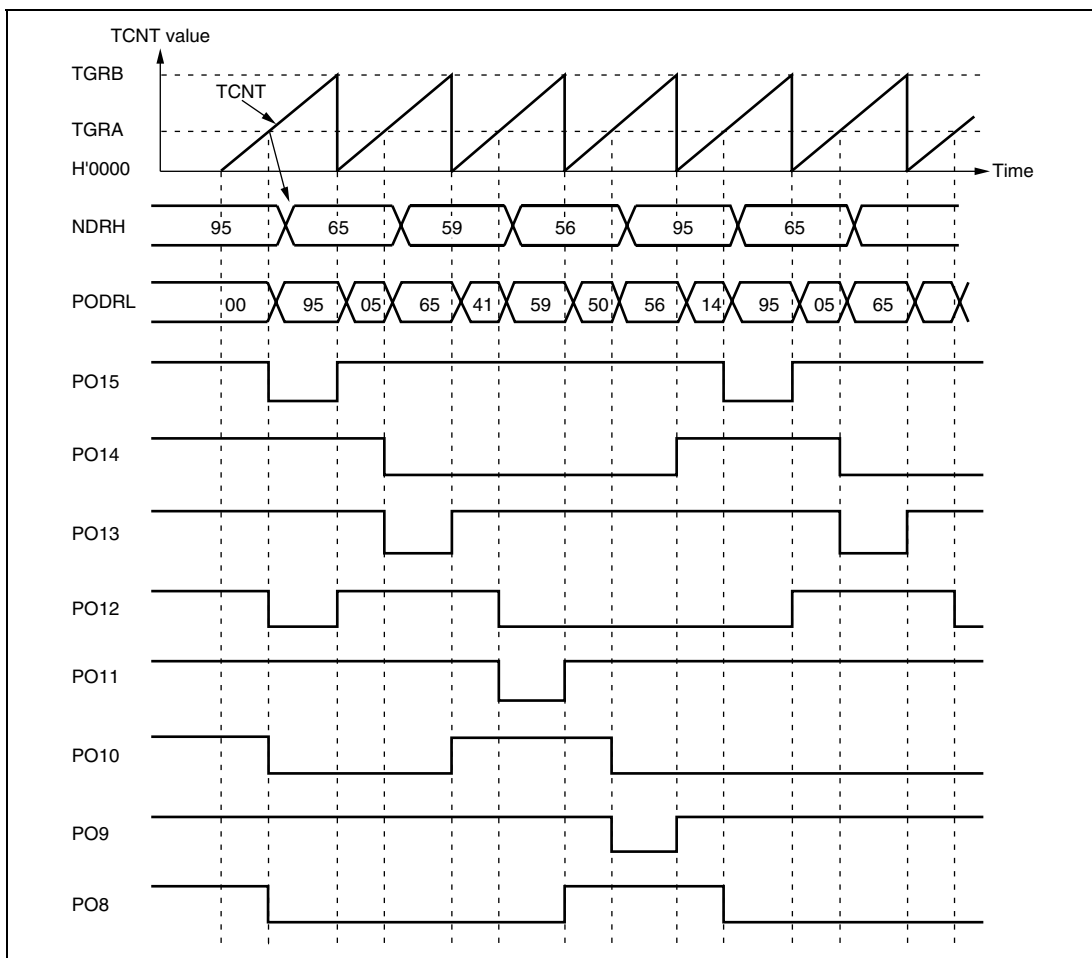 TCNT value
TGRB
TCNT
TGRA
H'0000
Time
NDRH 95 65 59 56 95 65
PODRL 00 95 05 65 41 59 50 56 14 95 05 65
PO15
PO14
PO13
PO12
PO11
PO10
PO9
PO8